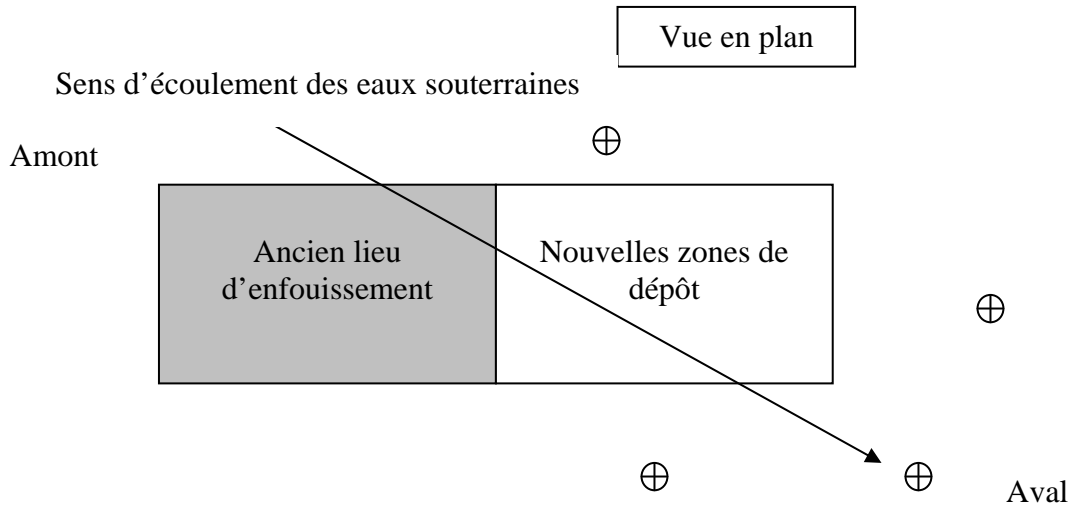 Vue en plan
Sens d’écoulement des eaux souterraines
Amont
Ancien lieu
d’enfouissement
Nouvelles zones de
dépôt
Aval